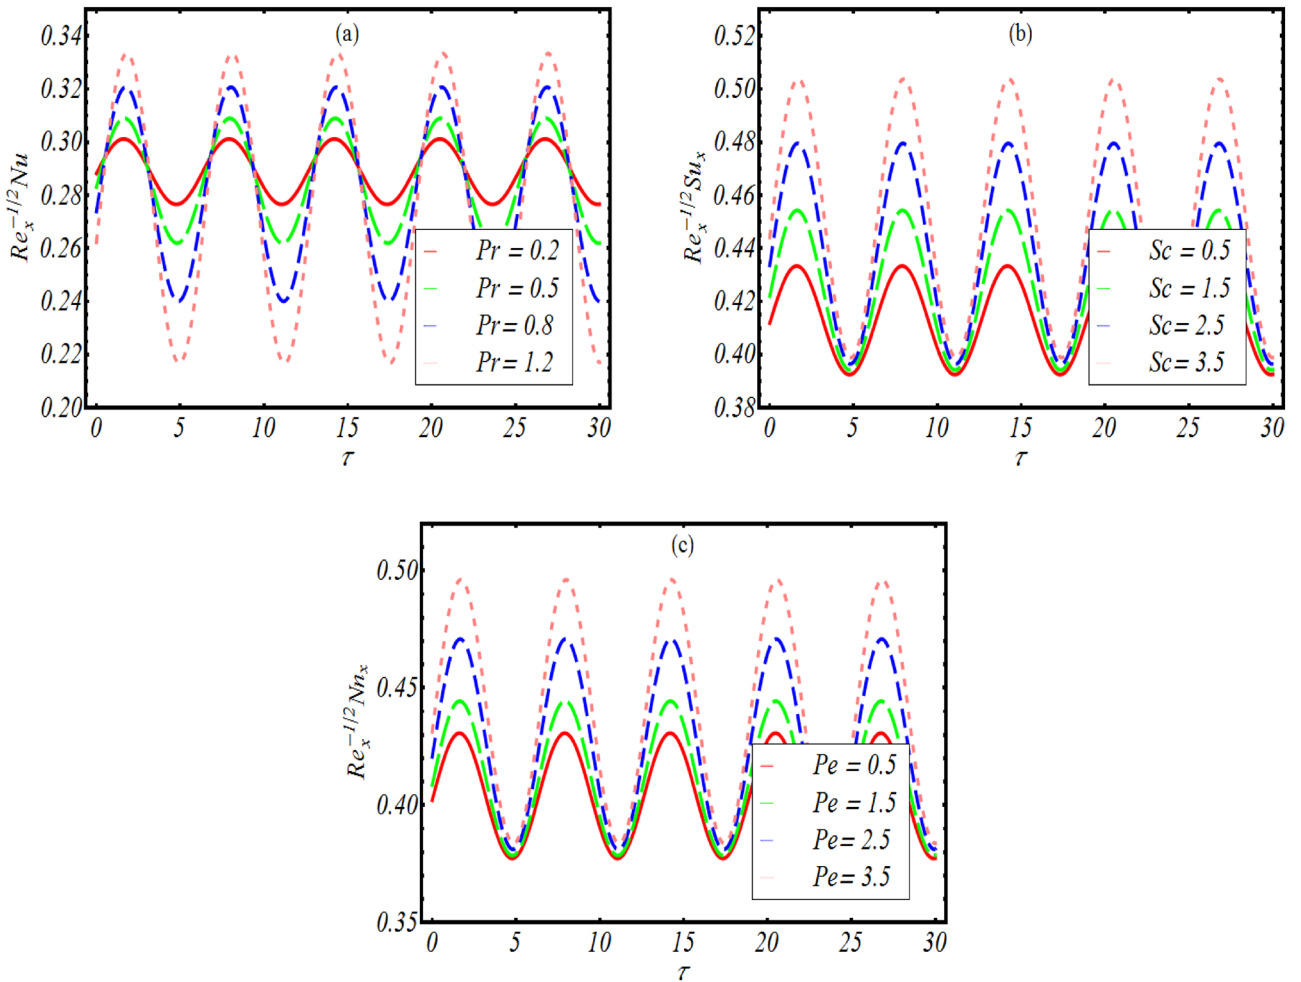 (a)
0.34
0.32
0.30
0.28
0.26
0.24
0.22
0.20
Re_x^{-1/2}Nu
Pr = 0.2
Pr = 0.5
Pr = 0.8
Pr = 1.2
0 5 10 15 20 25 30
τ
(b)
0.52
0.50
0.48
0.46
0.44
0.42
0.40
0.38
Re_x^{-1/2}Su_x
Sc = 0.5
Sc = 1.5
Sc = 2.5
Sc = 3.5
0 5 10 15 20 25 30
τ
(c)
0.50
0.45
0.40
0.35
Re_x^{-1/2}Nn_x
Pe = 0.5
Pe = 1.5
Pe = 2.5
Pe = 3.5
0 5 10 15 20 25 30
τ